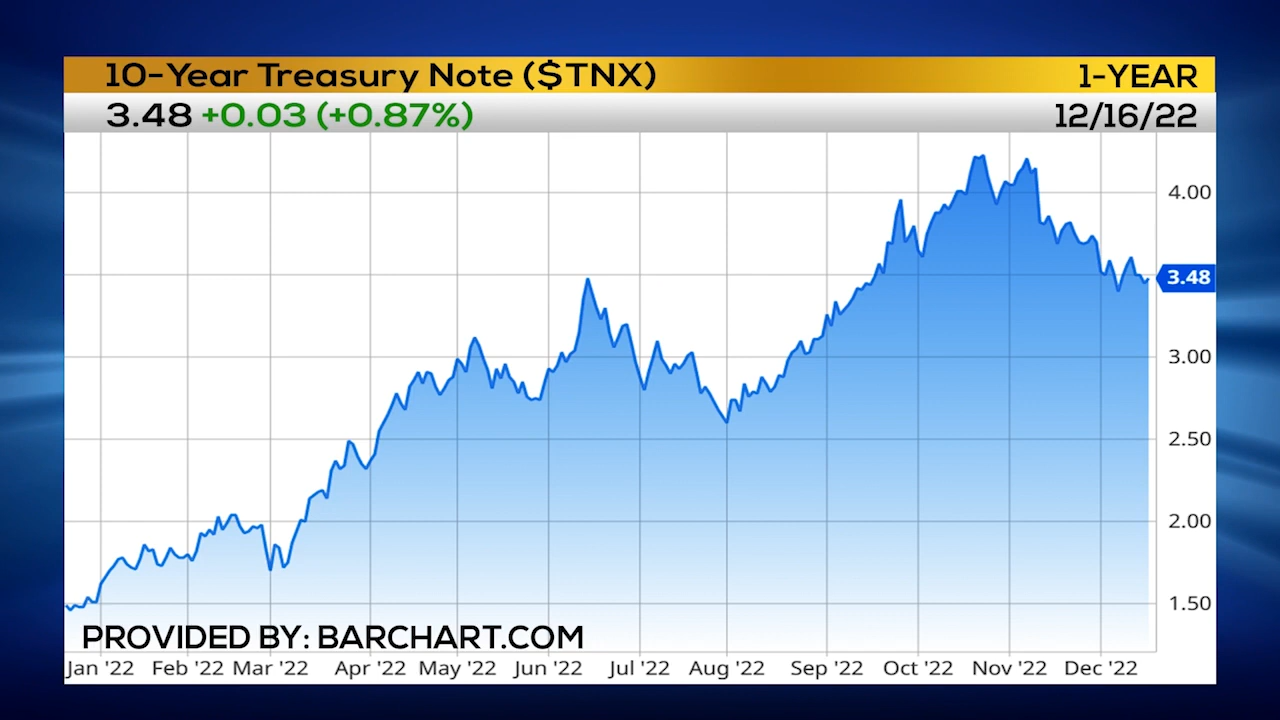 10-Year Treasury Note ($TNX) 1-YEAR
3.48 +0.03 (+0.87%) 12/16/22
4.00
3.48
3.00
2.50
2.00
1.50
PROVIDED BY: BARCHART.COM
Jan '22 Feb '22 Mar '22 Apr '22 May '22 Jun '22 Jul '22 Aug '22 Sep '22 Oct '22 Nov '22 Dec '22